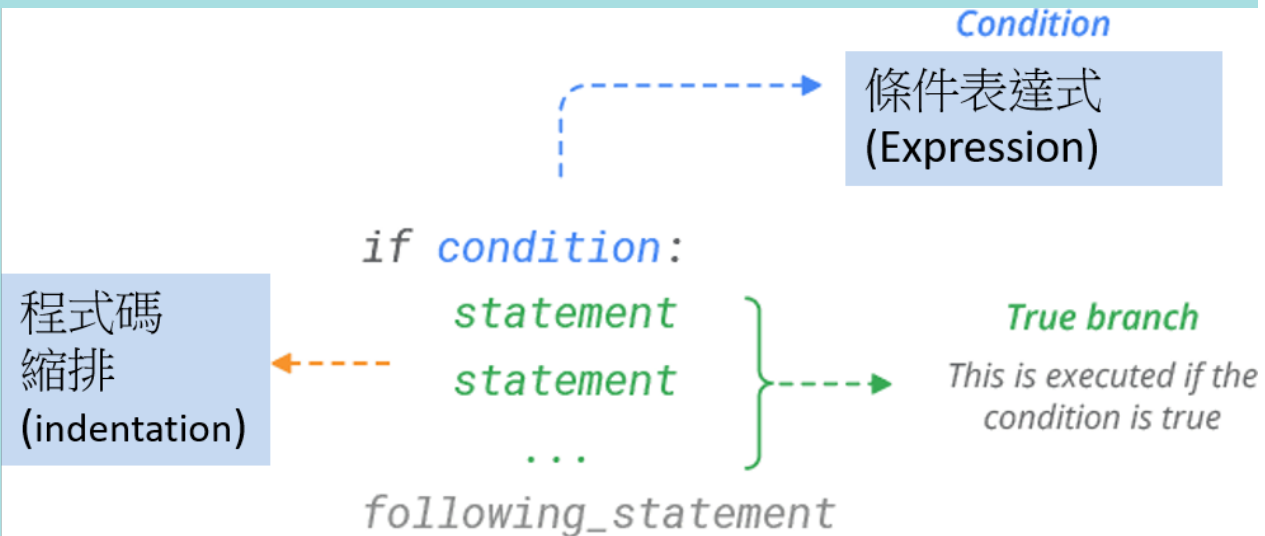 Condition
條件表達式
(Expression)
if condition:
程式碼
縮排
(indentation)
statement
statement
...
True branch
This is executed if the
condition is true
following_statement